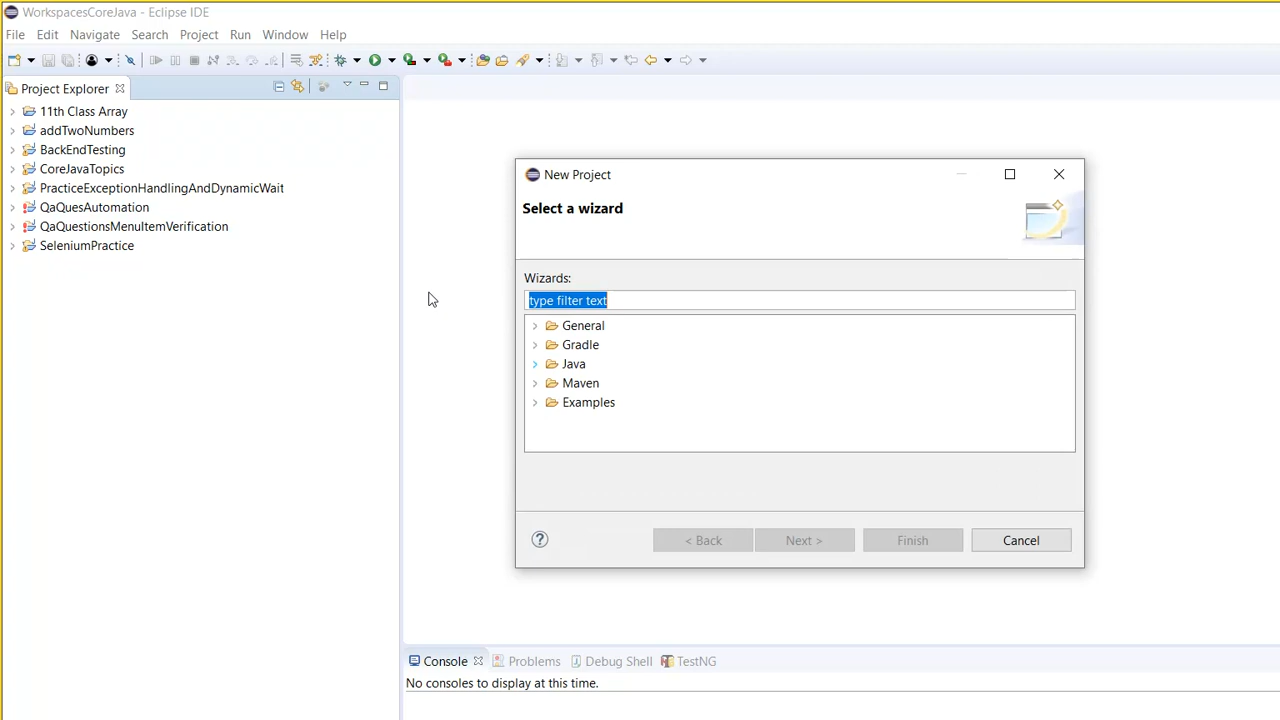 WorkspacesCoreJava - Eclipse IDE
File Edit Navigate Search Project Run Window Help
Project Explorer
11th Class Array
addTwoNumbers
BackEndTesting
CoreJavaTopics
PracticeExceptionHandlingAndDynamicWait
QaQuesAutomation
QaQuestionsMenuItemVerification
SeleniumPractice
New Project
Select a wizard
Wizards:
type filter text
General
Gradle
Java
Maven
Examples
< Back Next > Finish Cancel
Console Problems Debug Shell TestNG
No consoles to display at this time.